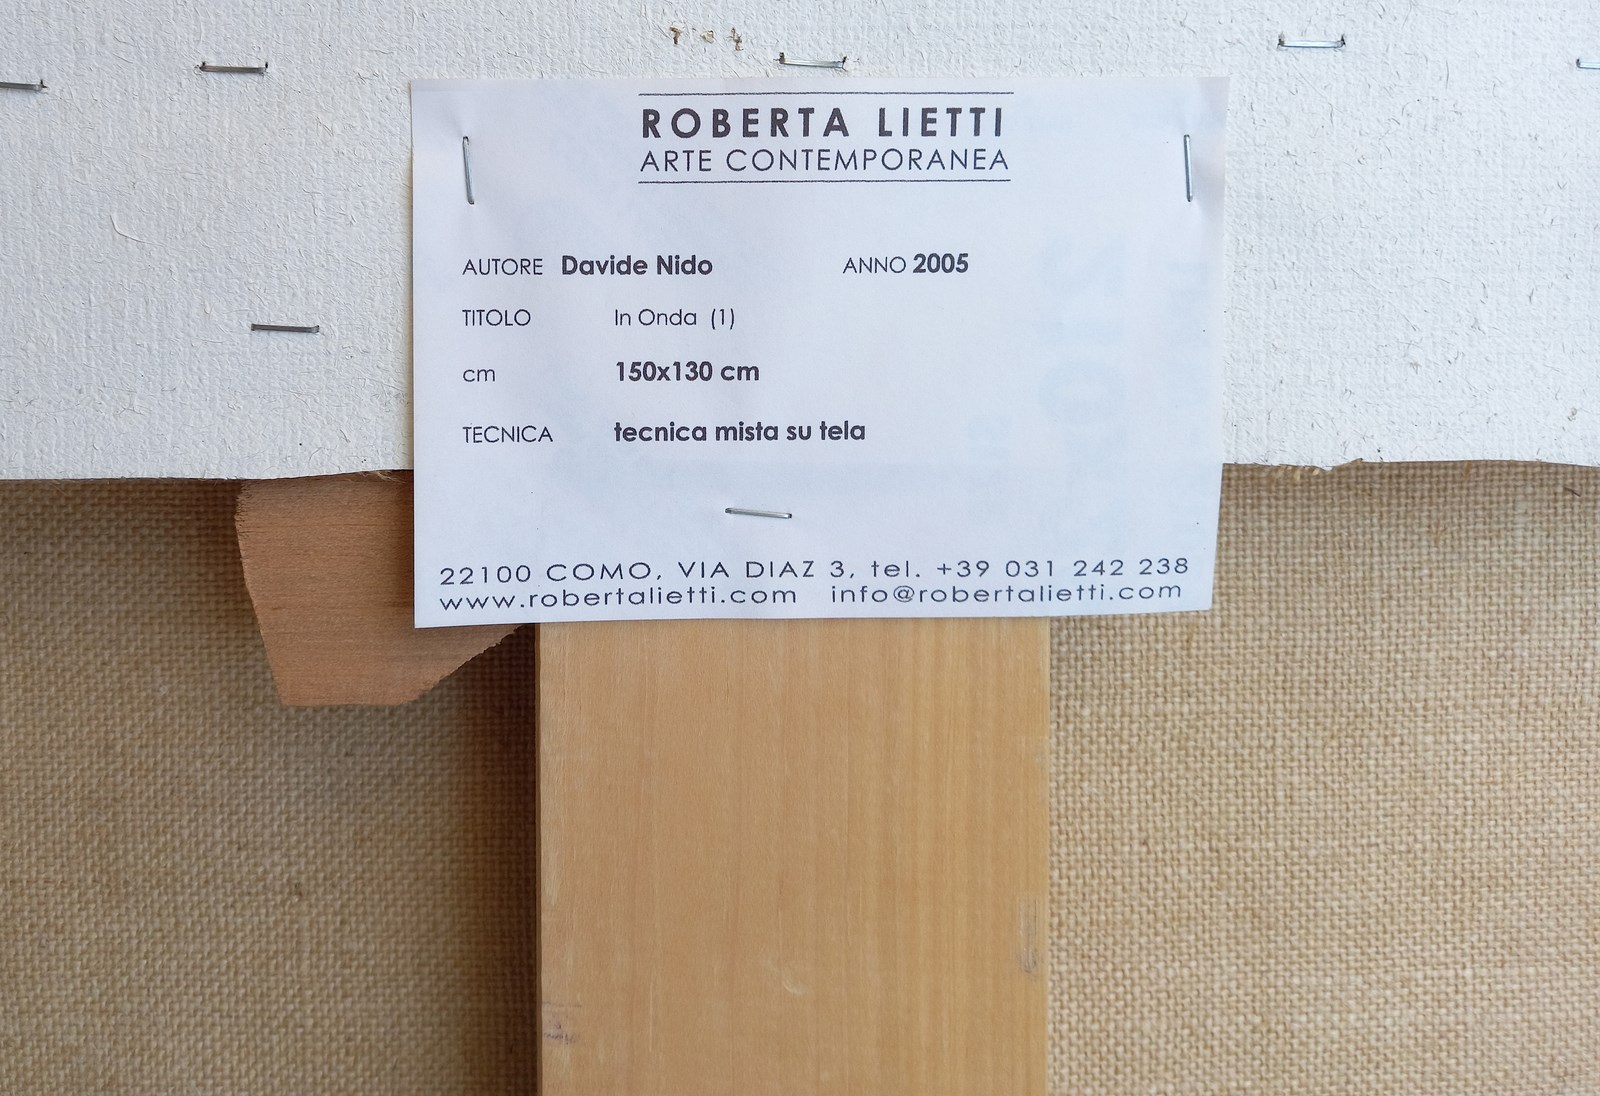 ROBERTA LIETTI
ARTE CONTEMPORANEA
AUTORE Davide Nido ANNO 2005
TITOLO In Onda (1)
cm 150x130 cm
TECNICA tecnica mista su tela
22100 COMO, VIA DIAZ 3, tel. +39 031 242 238
www.robertalietti.com info@robertalietti.com